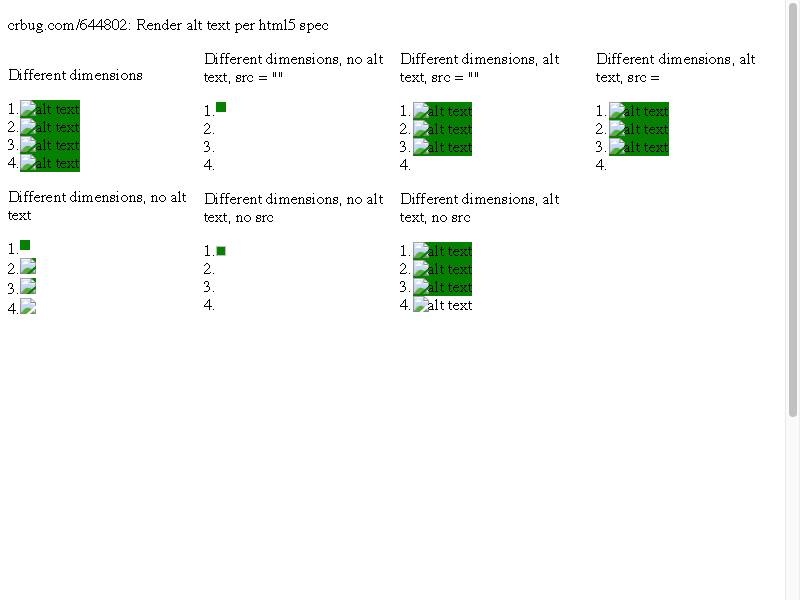 crbug.com/644802: Render alt text per html5 spec
Different dimensions
1. alt text
2. alt text
3. alt text
4. alt text
Different dimensions, no alt
text, src = ""
1.
2.
3.
4.
Different dimensions, alt
text, src = ""
1. alt text
2. alt text
3. alt text
4.
Different dimensions, alt
text, src =
1. alt text
2. alt text
3. alt text
4.
Different dimensions, no alt
text
1.
2.
3.
4.
Different dimensions, no alt
text, no src
1.
2.
3.
4.
Different dimensions, alt
text, no src
1. alt text
2. alt text
3. alt text
4. alt text